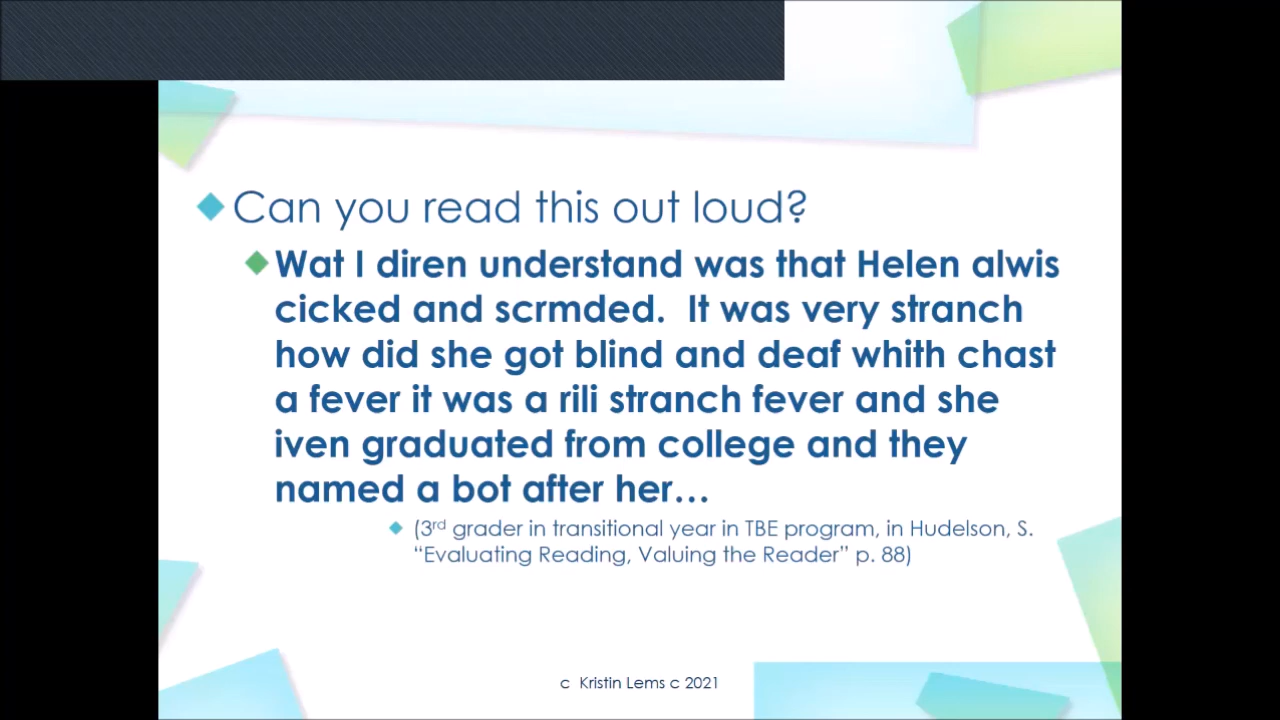 Can you read this out loud?
Wat I diren understand was that Helen alwis
cicked and scrmded.  It was very stranch
how did she got blind and deaf whith chast
a fever it was a rili stranch fever and she
iven graduated from college and they
named a bot after her…
(3rd grader in transitional year in TBE program, in Hudelson, S.
“Evaluating Reading, Valuing the Reader” p. 88)
c Kristin Lems c 2021